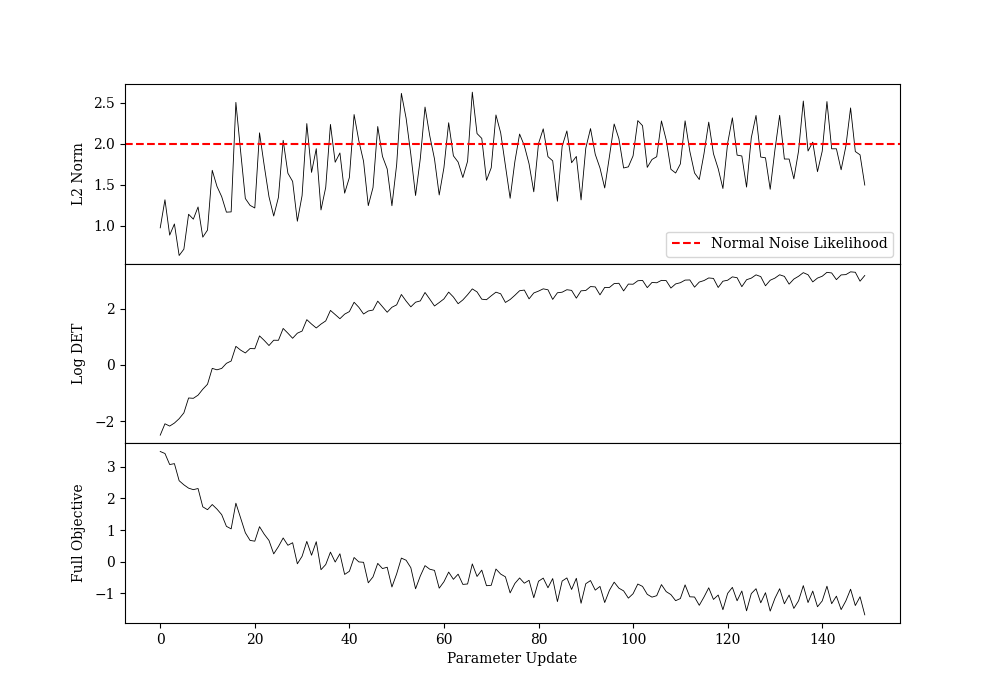 L2 Norm
2.5
2.0
1.5
1.0
Normal Noise Likelihood
Log DET
2
0
−2
Full Objective
3
2
1
0
−1
0 20 40 60 80 100 120 140
Parameter Update